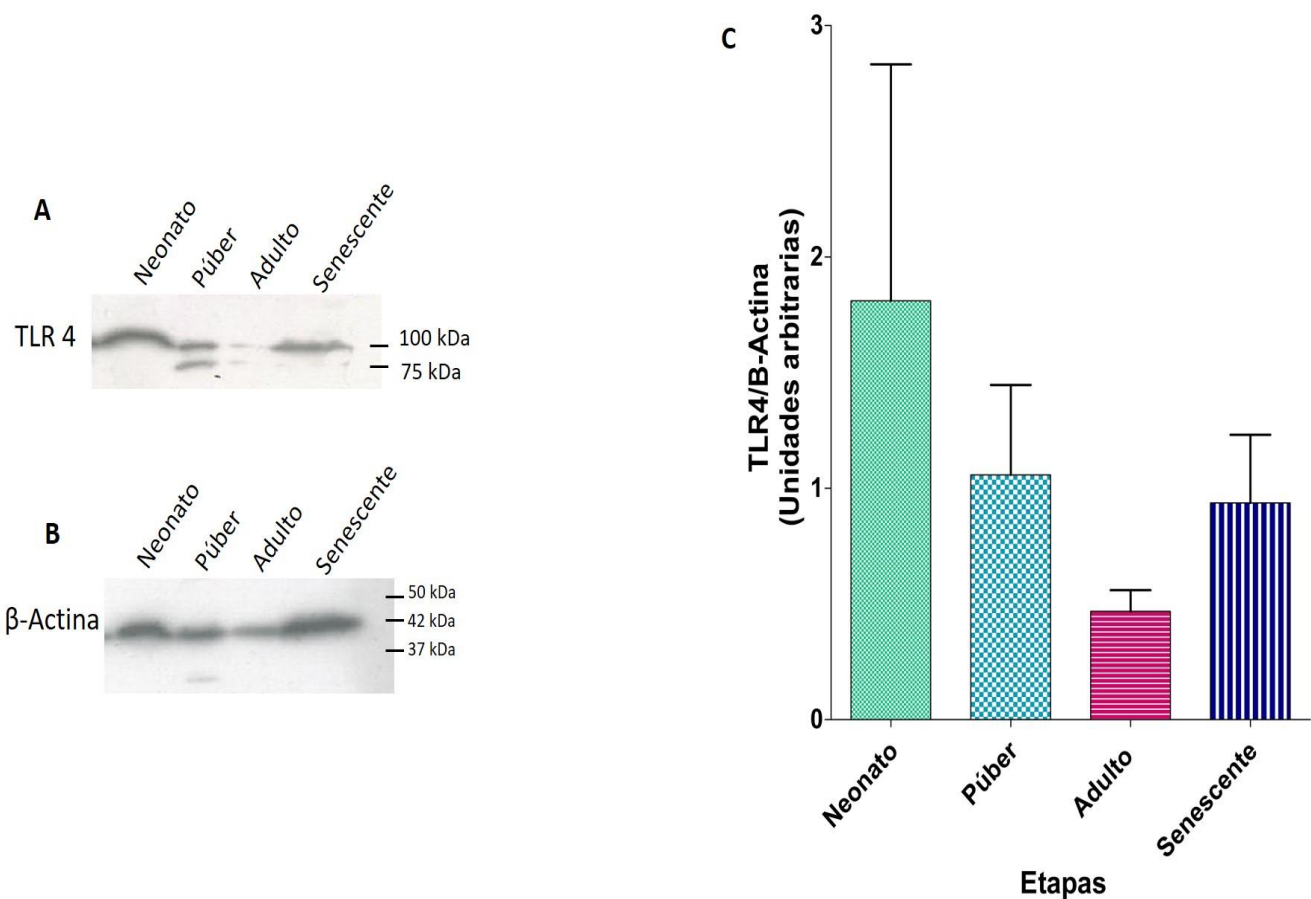 A
Neonato
Púber
Adulto
Senescente
TLR 4
100 kDa
75 kDa
B
Neonato
Púber
Adulto
Senescente
β-Actina
50 kDa
42 kDa
37 kDa
C
TLR4/B-Actina
(Unidades arbitrarias)
3
2
1
0
Neonato
Púber
Adulto
Senescente
Etapas